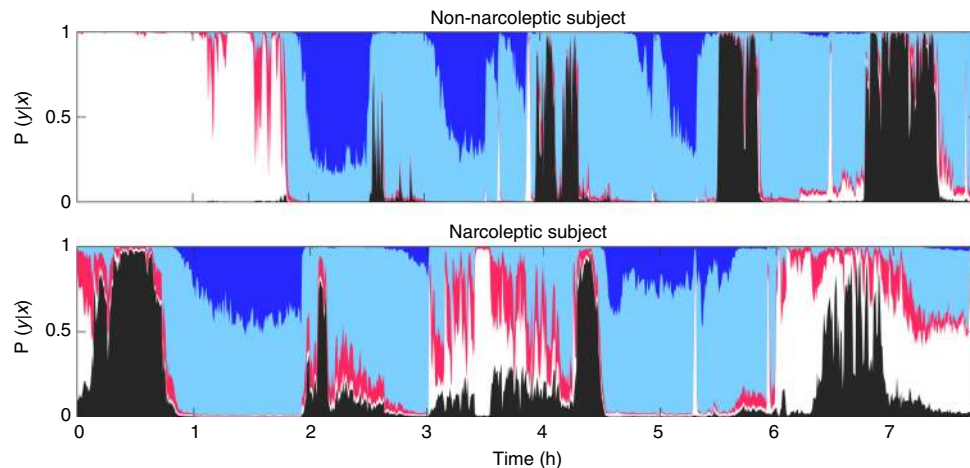 Non-narcoleptic subject
1
0.5
0
P (y|x)
Narcoleptic subject
1
0.5
0
P (y|x)
0 1 2 3 4 5 6 7
Time (h)